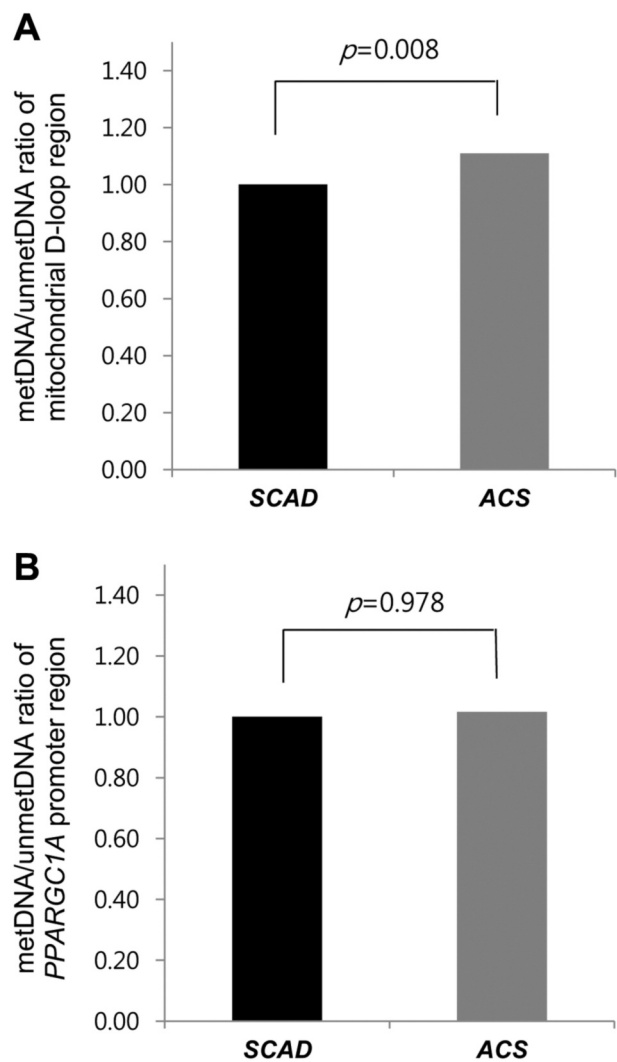 A
p=0.008
metDNA/unmetDNA ratio of
mitochondrial D-loop region
1.40
1.20
1.00
0.80
0.60
0.40
0.20
0.00
SCAD ACS
B
p=0.978
metDNA/unmetDNA ratio of
PPARGC1A promoter region
1.40
1.20
1.00
0.80
0.60
0.40
0.20
0.00
SCAD ACS